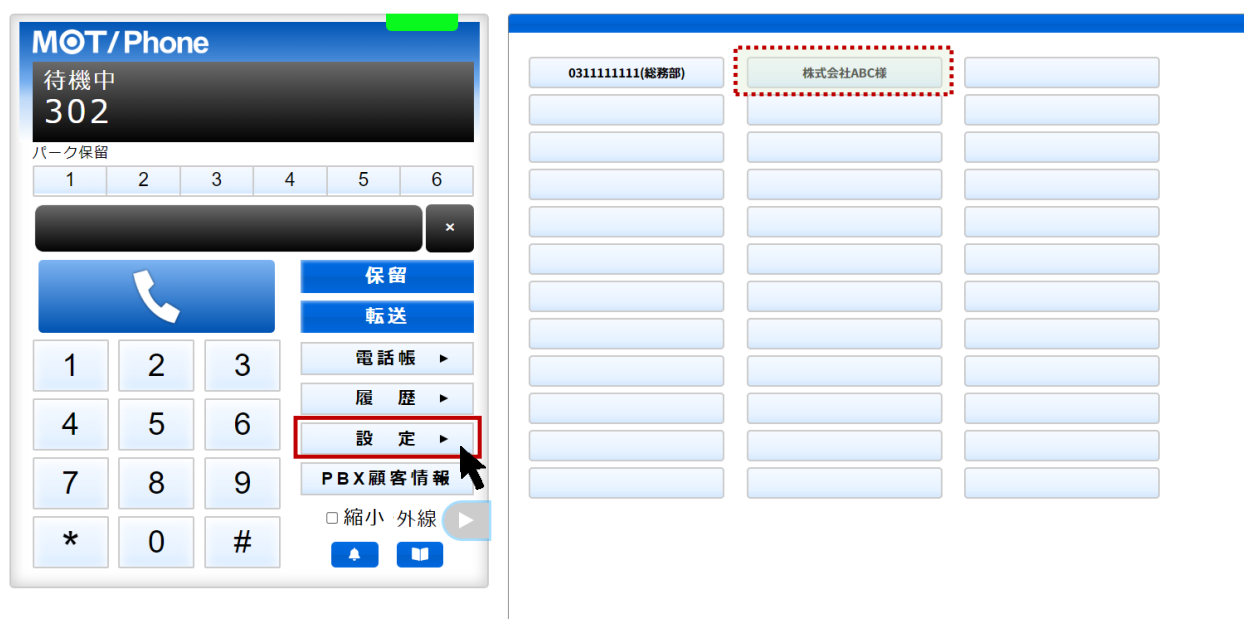 MOT/Phone
待機中
302
パーク保留
1 2 3 4 5 6
×
保留
転送
1 2 3
電話帳 ►
履 歴 ►
4 5 6
設 定 ►
7 8 9
PBX顧客情報
縮小 外線
* 0 #
0311111111(総務部) 株式会社ABC様